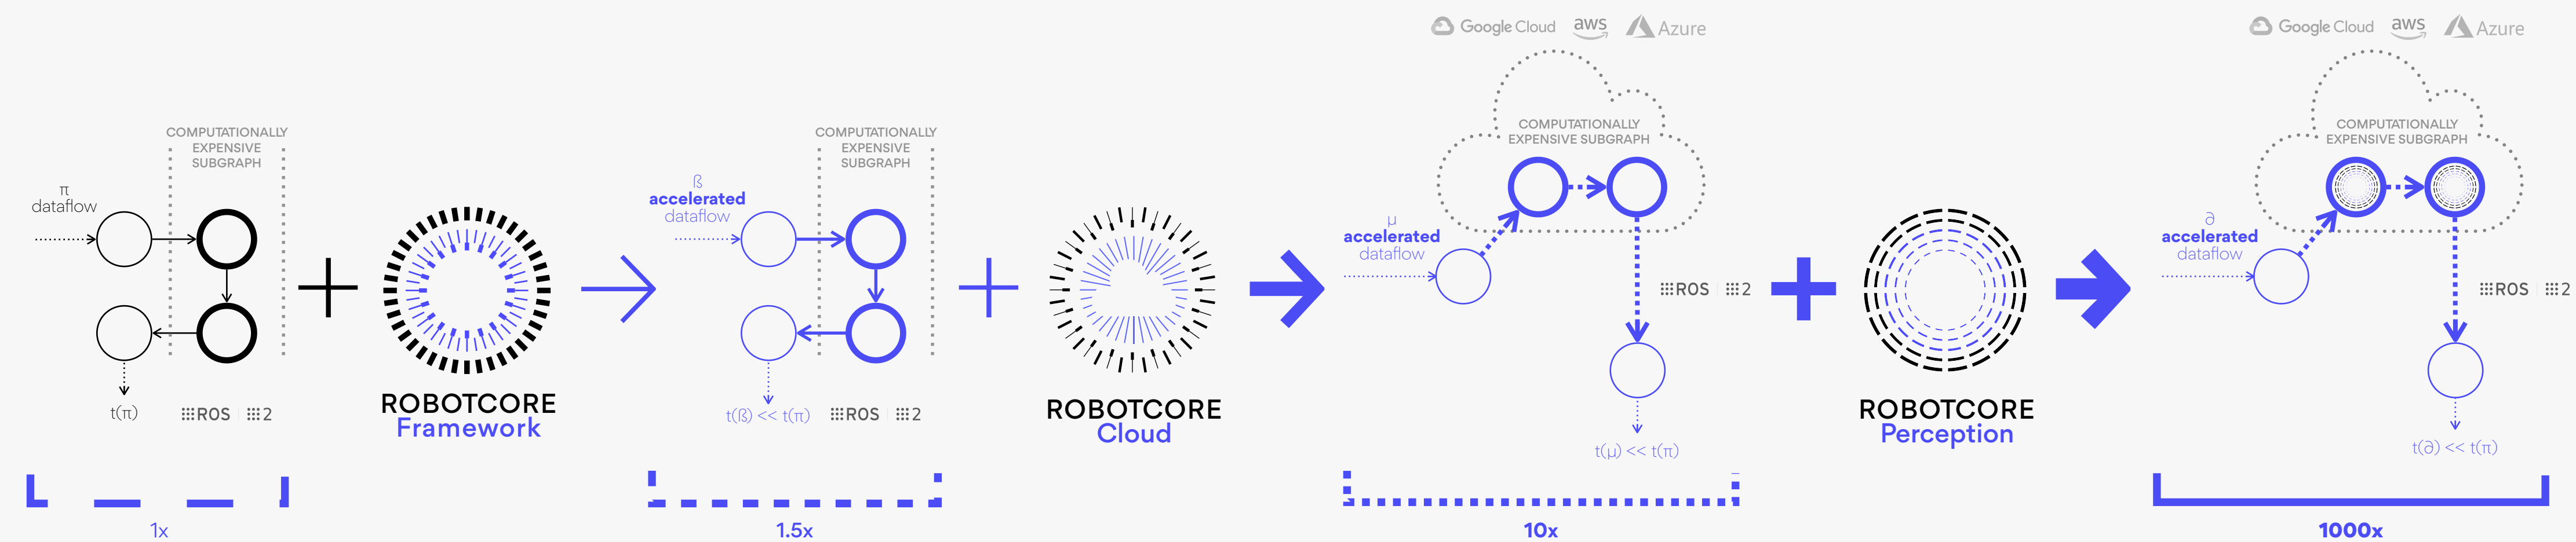 π
dataflow
COMPUTATIONALLY
EXPENSIVE
SUBGRAPH
t(π)
ROS 2
1x
ROBOTCORE
Framework
ß
accelerated
dataflow
COMPUTATIONALLY
EXPENSIVE
SUBGRAPH
t(ß) << t(π)
ROS 2
1.5x
ROBOTCORE
Cloud
Google Cloud aws Azure
COMPUTATIONALLY
EXPENSIVE SUBGRAPH
μ
accelerated
dataflow
ROS 2
t(μ) << t(π)
10x
ROBOTCORE
Perception
Google Cloud aws Azure
COMPUTATIONALLY
EXPENSIVE SUBGRAPH
∂
accelerated
dataflow
ROS 2
t(∂) << t(π)
1000x